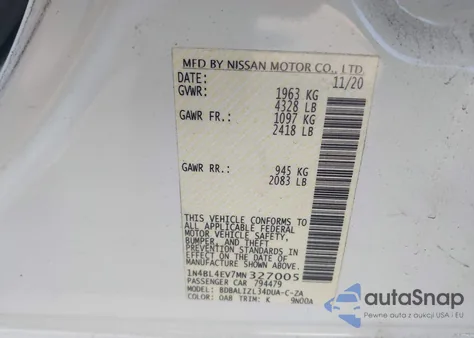 MFD BY NISSAN MOTOR CO., LTD
DATE: 11/20
GVWR: 1963 KG
4328 LB
GAWR FR.: 1097 KG
2418 LB
GAWR RR.: 945 KG
2083 LB
THIS VEHICLE CONFORMS TO
ALL APPLICABLE FEDERAL
MOTOR VEHICLE SAFETY,
BUMPER, AND THEFT
PREVENTION STANDARDS IN
EFFECT ON THE DATE OF
MANUFACTURE SHOWN ABOVE.
1N4BL4EV7MN327005
PASSENGER CAR 794479
MODEL: BDBALIZL34DUA-C-ZA
COLOR: QAB TRIM: K 9N00A
autoSnap
Pewne auta z aukcji USA i EU